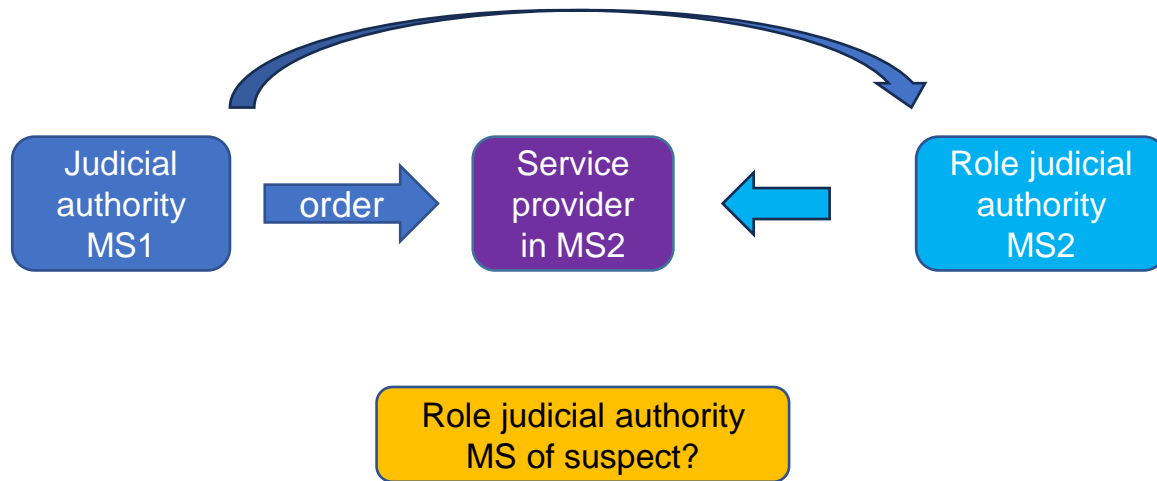 Judicial
authority
MS1
order
Service
provider
in MS2
Role judicial
authority
MS2
Role judicial authority
MS of suspect?